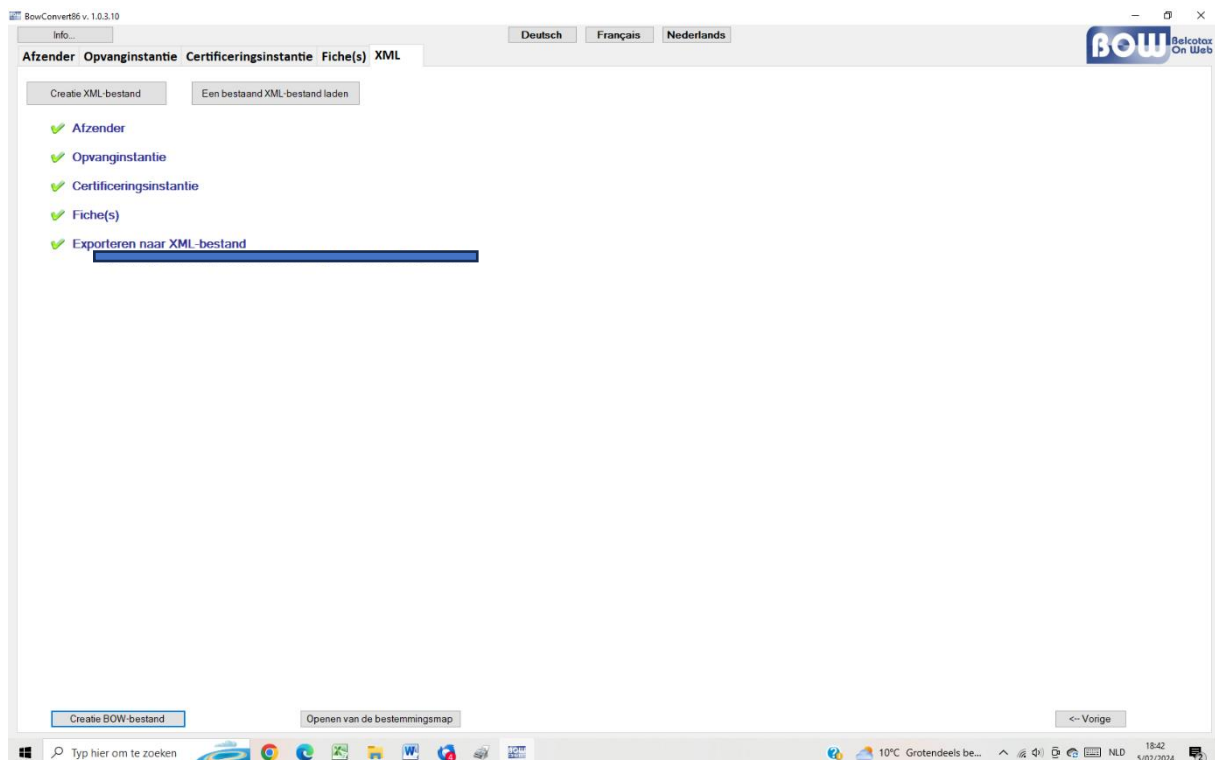 BowConvert86 v. 1.0.3.10
Info...
Deutsch Français Nederlands
BOW Belcotax On Web
Afzender Opvanginstantie Certificeringsinstantie Fiche(s) XML
Creatie XML-bestand Een bestaand XML-bestand laden
Afzender
Opvanginstantie
Certificeringsinstantie
Fiche(s)
Exporteren naar XML-bestand
Creatie BOW-bestand Openen van de bestemmingsmap <-- Vorige
Typ hier om te zoeken 10°C Grotendeels be... NLD 18:42
5/02/2024